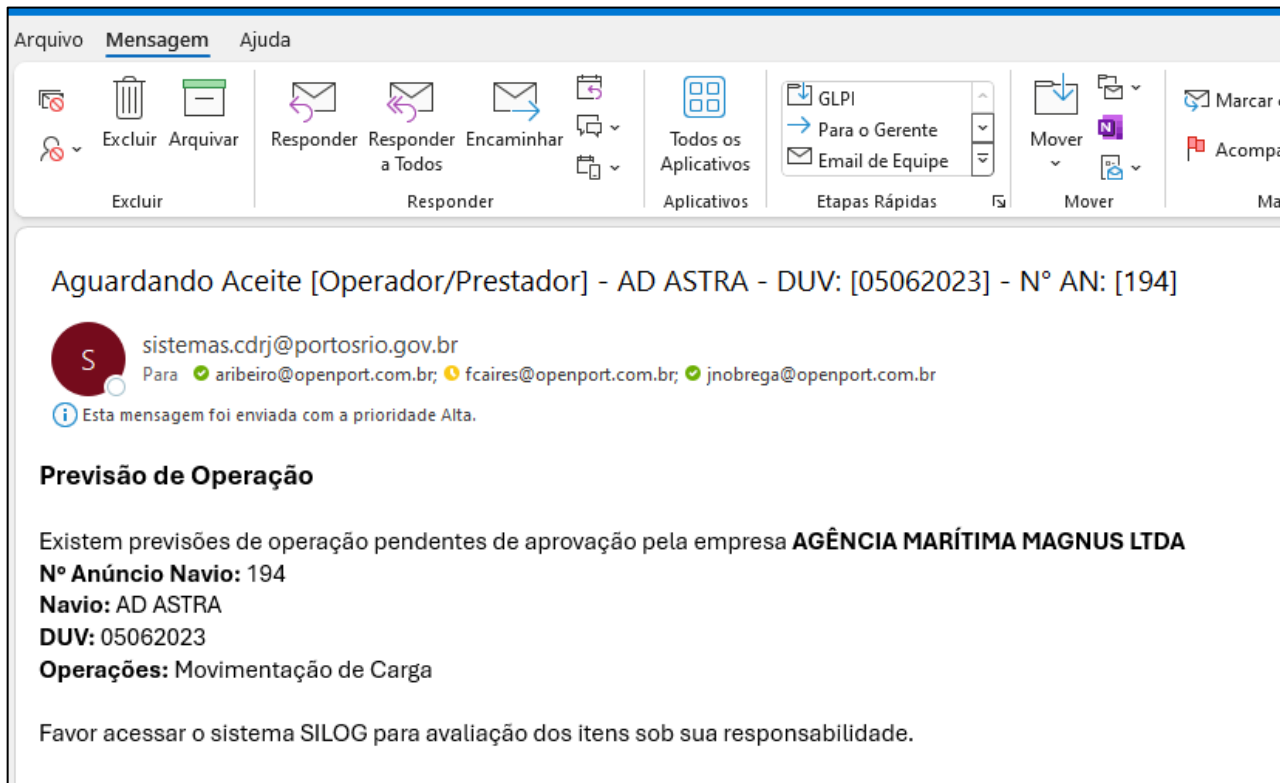 Arquivo Mensagem Ajuda
Excluir Arquivar
Responder Responder a Todos Encaminhar
Todos os Aplicativos
GLPI
Para o Gerente
Email de Equipe
Mover
Marcar
Excluir Responder Aplicativos Etapas Rápidas Mover
Aguardando Aceite [Operador/Prestador] - AD ASTRA - DUV: [05062023] - N° AN: [194]
S
sistemas.cdrj@portosrio.gov.br
Para aribeiro@openport.com.br; fcaires@openport.com.br; jnobrega@openport.com.br
Esta mensagem foi enviada com a prioridade Alta.
Previsão de Operação
Existem previsões de operação pendentes de aprovação pela empresa AGÊNCIA MARÍTIMA MAGNUS LTDA
Nº Anúncio Navio: 194
Navio: AD ASTRA
DUV: 05062023
Operações: Movimentação de Carga
Favor acessar o sistema SILOG para avaliação dos itens sob sua responsabilidade.